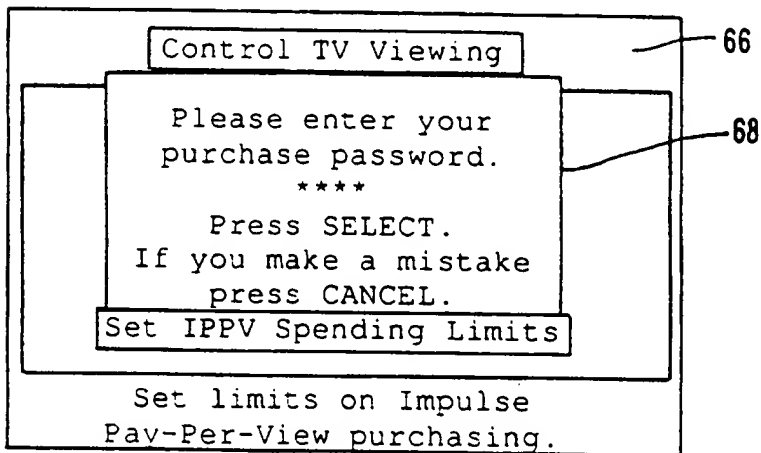 Control TV Viewing
66
Please enter your
purchase password.
68
****
Press SELECT.
If you make a mistake
press CANCEL.
Set IPPV Spending Limits
Set limits on Impulse
Pay-Per-View purchasing.